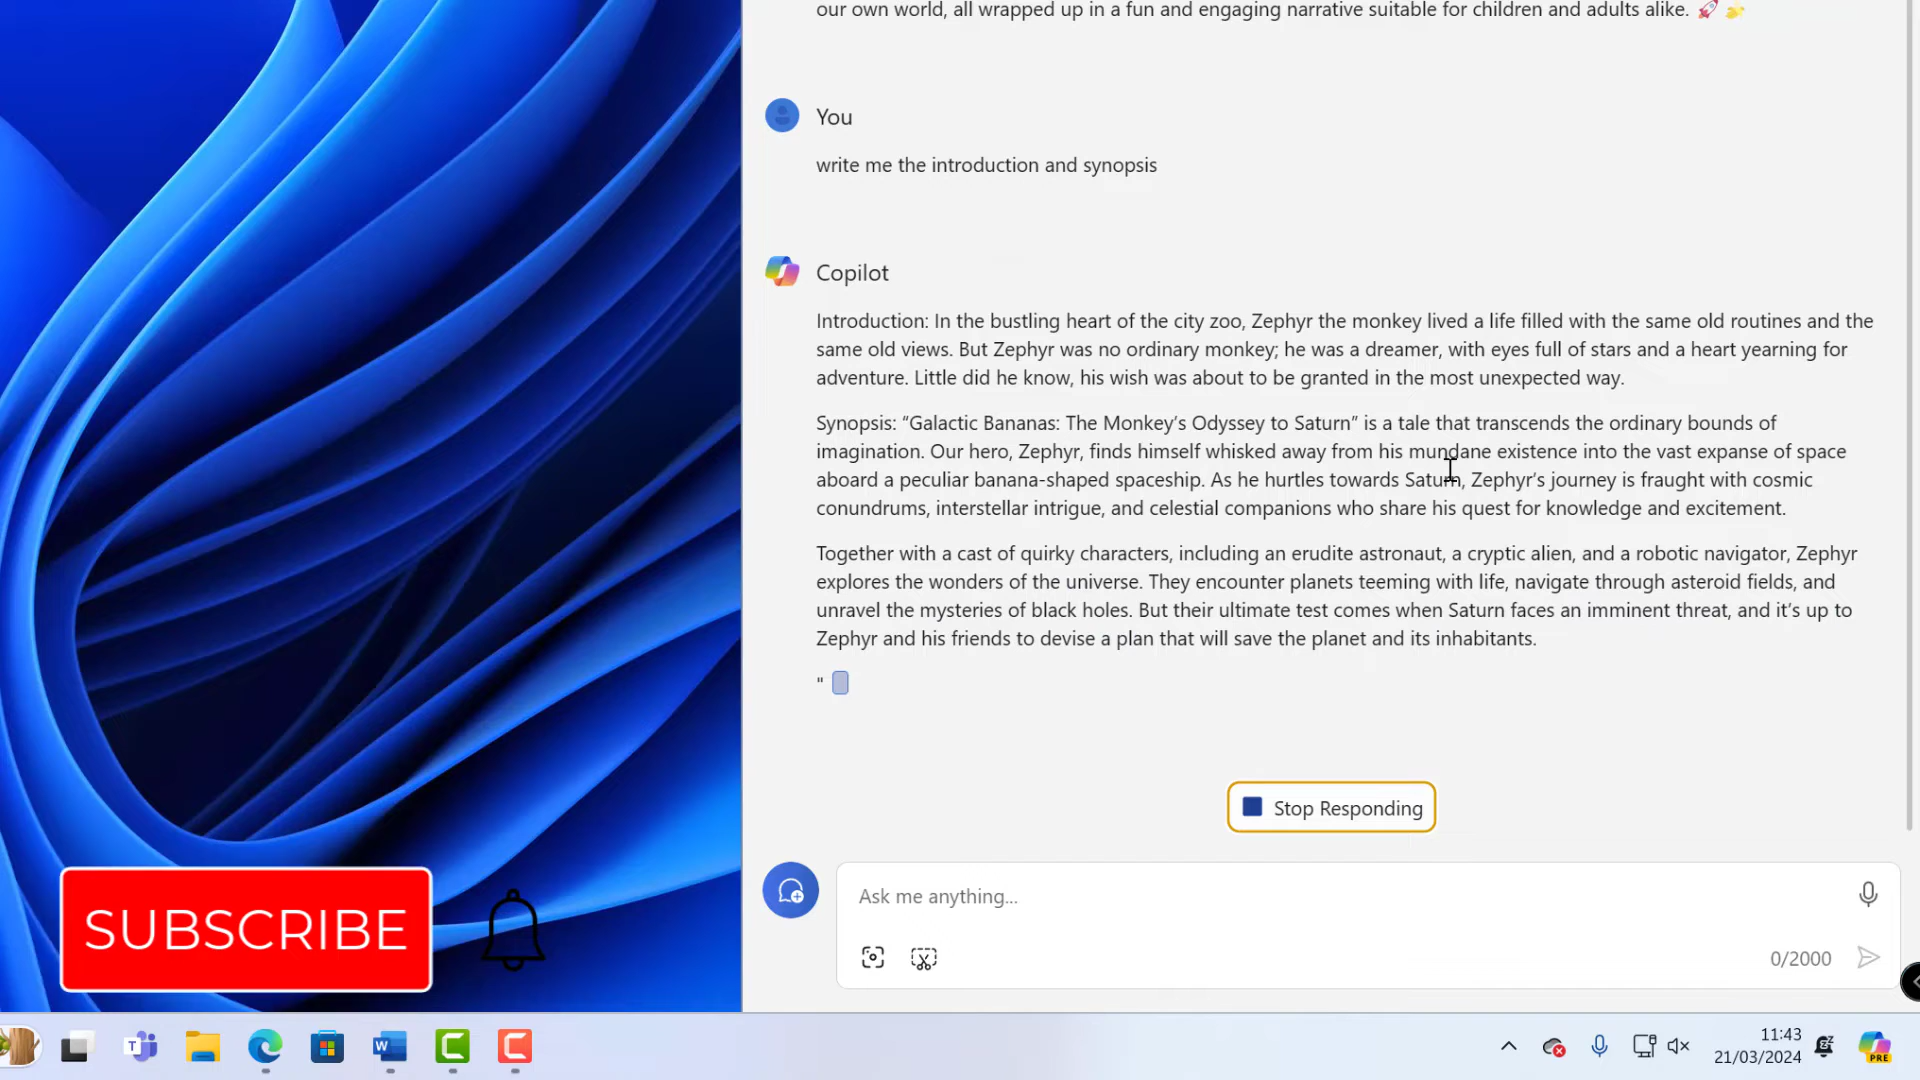 our own world, all wrapped up in a fun and engaging narrative suitable for children and adults alike. 🚀 🌟
You
write me the introduction and synopsis
Copilot
Introduction: In the bustling heart of the city zoo, Zephyr the monkey lived a life filled with the same old routines and the
same old views. But Zephyr was no ordinary monkey; he was a dreamer, with eyes full of stars and a heart yearning for
adventure. Little did he know, his wish was about to be granted in the most unexpected way.
Synopsis: “Galactic Bananas: The Monkey’s Odyssey to Saturn” is a tale that transcends the ordinary bounds of
imagination. Our hero, Zephyr, finds himself whisked away from his mundane existence into the vast expanse of space
aboard a peculiar banana-shaped spaceship. As he hurtles towards Saturn, Zephyr’s journey is fraught with cosmic
conundrums, interstellar intrigue, and celestial companions who share his quest for knowledge and excitement.
Together with a cast of quirky characters, including an erudite astronaut, a cryptic alien, and a robotic navigator, Zephyr
explores the wonders of the universe. They encounter planets teeming with life, navigate through asteroid fields, and
unravel the mysteries of black holes. But their ultimate test comes when Saturn faces an imminent threat, and it’s up to
Zephyr and his friends to devise a plan that will save the planet and its inhabitants.
"
Stop Responding
Ask me anything...
0/2000
SUBSCRIBE
11:43
21/03/2024
PRE